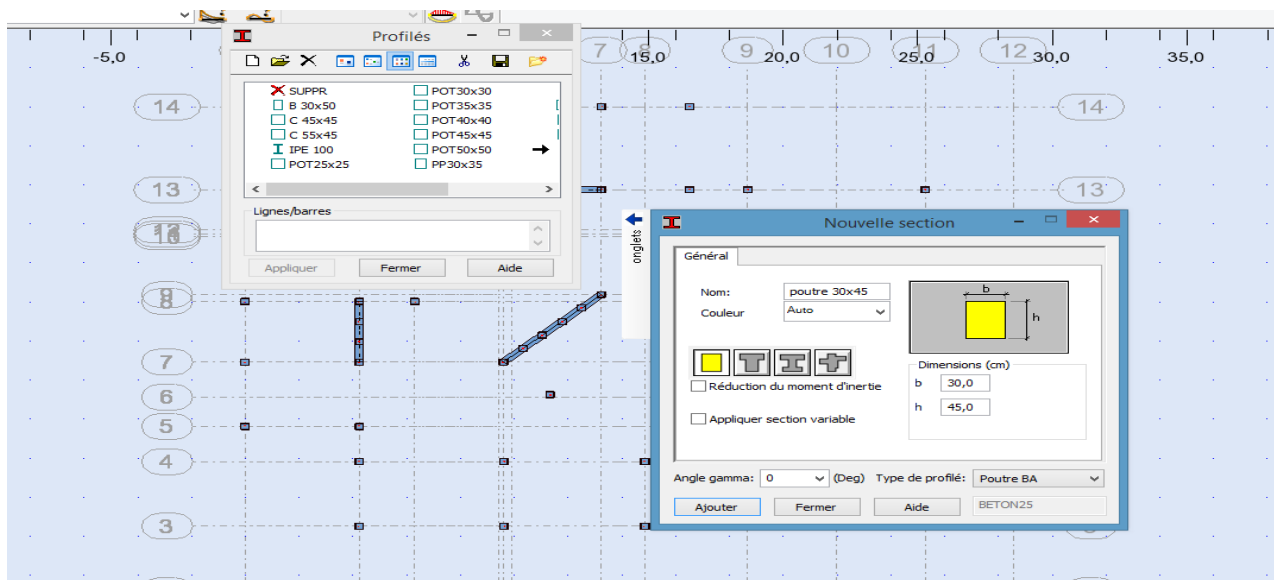 -5,0
7
8
15,0
9
20,0
10
11
25,0
12
30,0
35,0
Profilés
SUPPR
B 30x50
C 45x45
C 55x45
IPE 100
POT25x25
POT30x30
POT35x35
POT40x40
POT45x45
POT50x50
PP30x35
Lignes/barres
Appliquer
Fermer
Aide
14
14
13
13
9
8
7
6
5
4
3
onglets
Nouvelle section
Général
Nom:
poutre 30x45
Couleur
Auto
b
h
Réduction du moment d'inertie
Appliquer section variable
Dimensions (cm)
b 30,0
h 45,0
Angle gamma: 0 (Deg) Type de profilé: Poutre BA
Ajouter
Fermer
Aide
BETON25